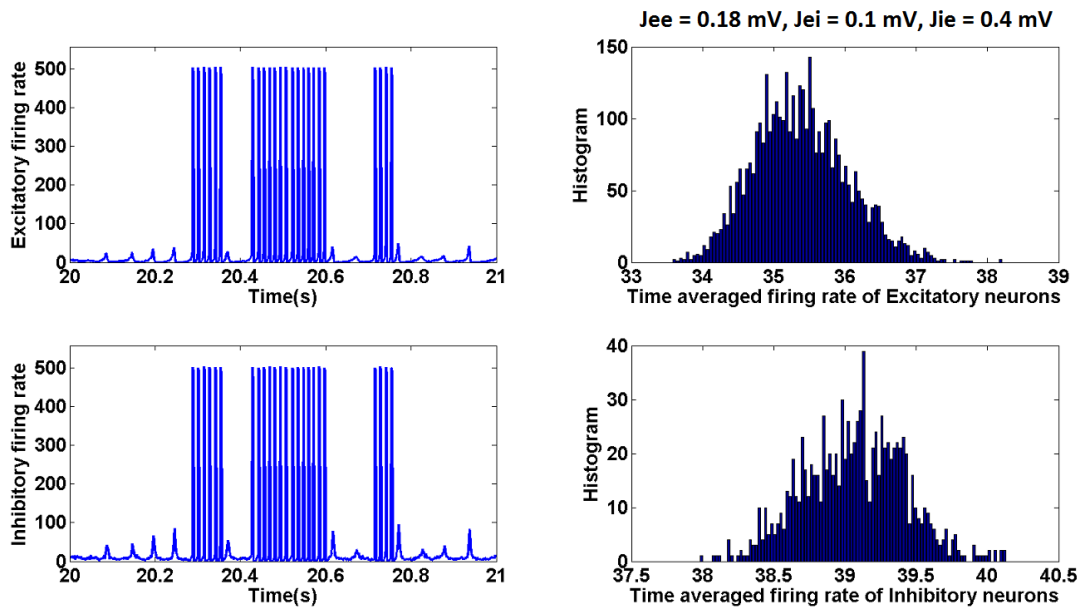 Jee = 0.18 mV, Jei = 0.1 mV, Jie = 0.4 mV
Excitatory firing rate
500
400
300
200
100
0
20 20.2 20.4 20.6 20.8 21
Time(s)
Histogram
150
100
50
0
33 34 35 36 37 38 39
Time averaged firing rate of Excitatory neurons
Inhibitory firing rate
500
400
300
200
100
0
20 20.2 20.4 20.6 20.8 21
Time(s)
Histogram
40
30
20
10
0
37.5 38 38.5 39 39.5 40 40.5
Time averaged firing rate of Inhibitory neurons